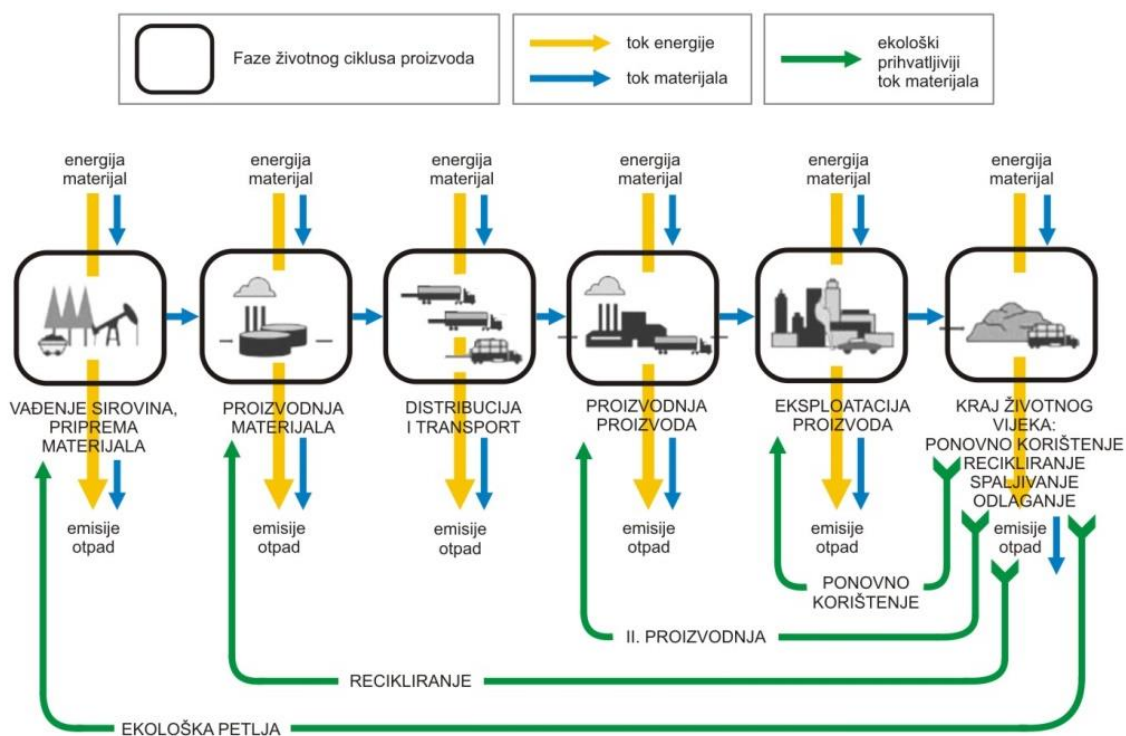 Faze životnog ciklusa proizvoda
tok energije
tok materijala
ekološki
prihvatljiviji
tok materijala
energija
materijal
energija
materijal
energija
materijal
energija
materijal
energija
materijal
energija
materijal
VAĐENJE SIROVINA,
PRIPREMA
MATERIJALA
PROIZVODNJA
MATERIJALA
DISTRIBUCIJA
I TRANSPORT
PROIZVODNJA
PROIZVODA
EKSPLOATACIJA
PROIZVODA
KRAJ ŽIVOTNOG
VIJEKA:
PONOVNO KORIŠTENJE
RECIKLIRANJE
SPALJIVANJE
ODLAGANJE
emisije
otpad
emisije
otpad
emisije
otpad
emisije
otpad
emisije
otpad
emisije
otpad
PONOVNO
KORIŠTENJE
II. PROIZVODNJA
RECIKLIRANJE
EKOLOŠKA PETLJA